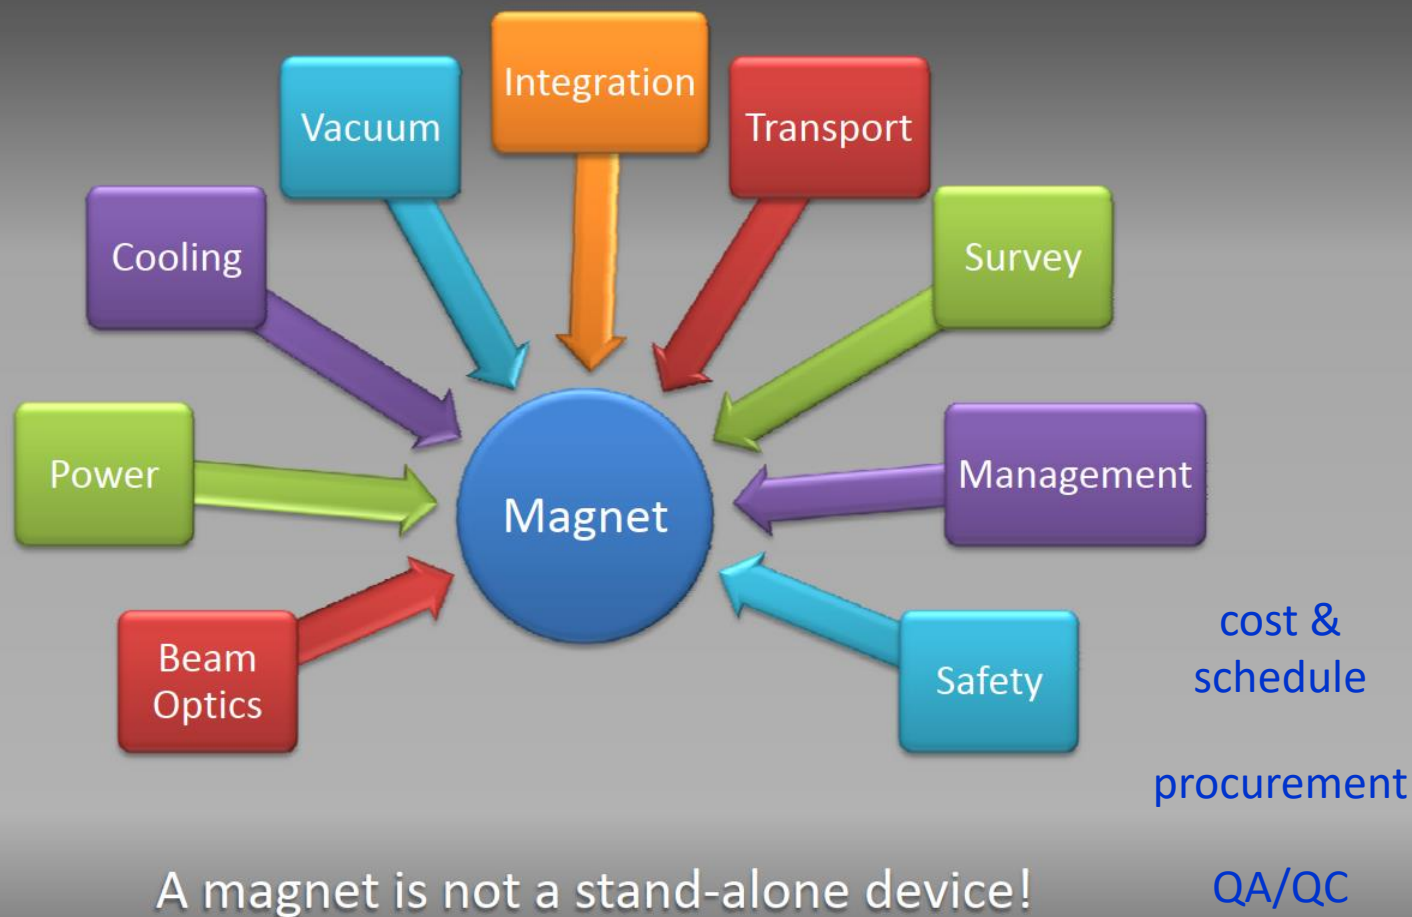 Integration
Vacuum
Transport
Cooling
Survey
Power
Management
Magnet
Beam
Optics
Safety
cost &
schedule
procurement
A magnet is not a stand-alone device!
QA/QC